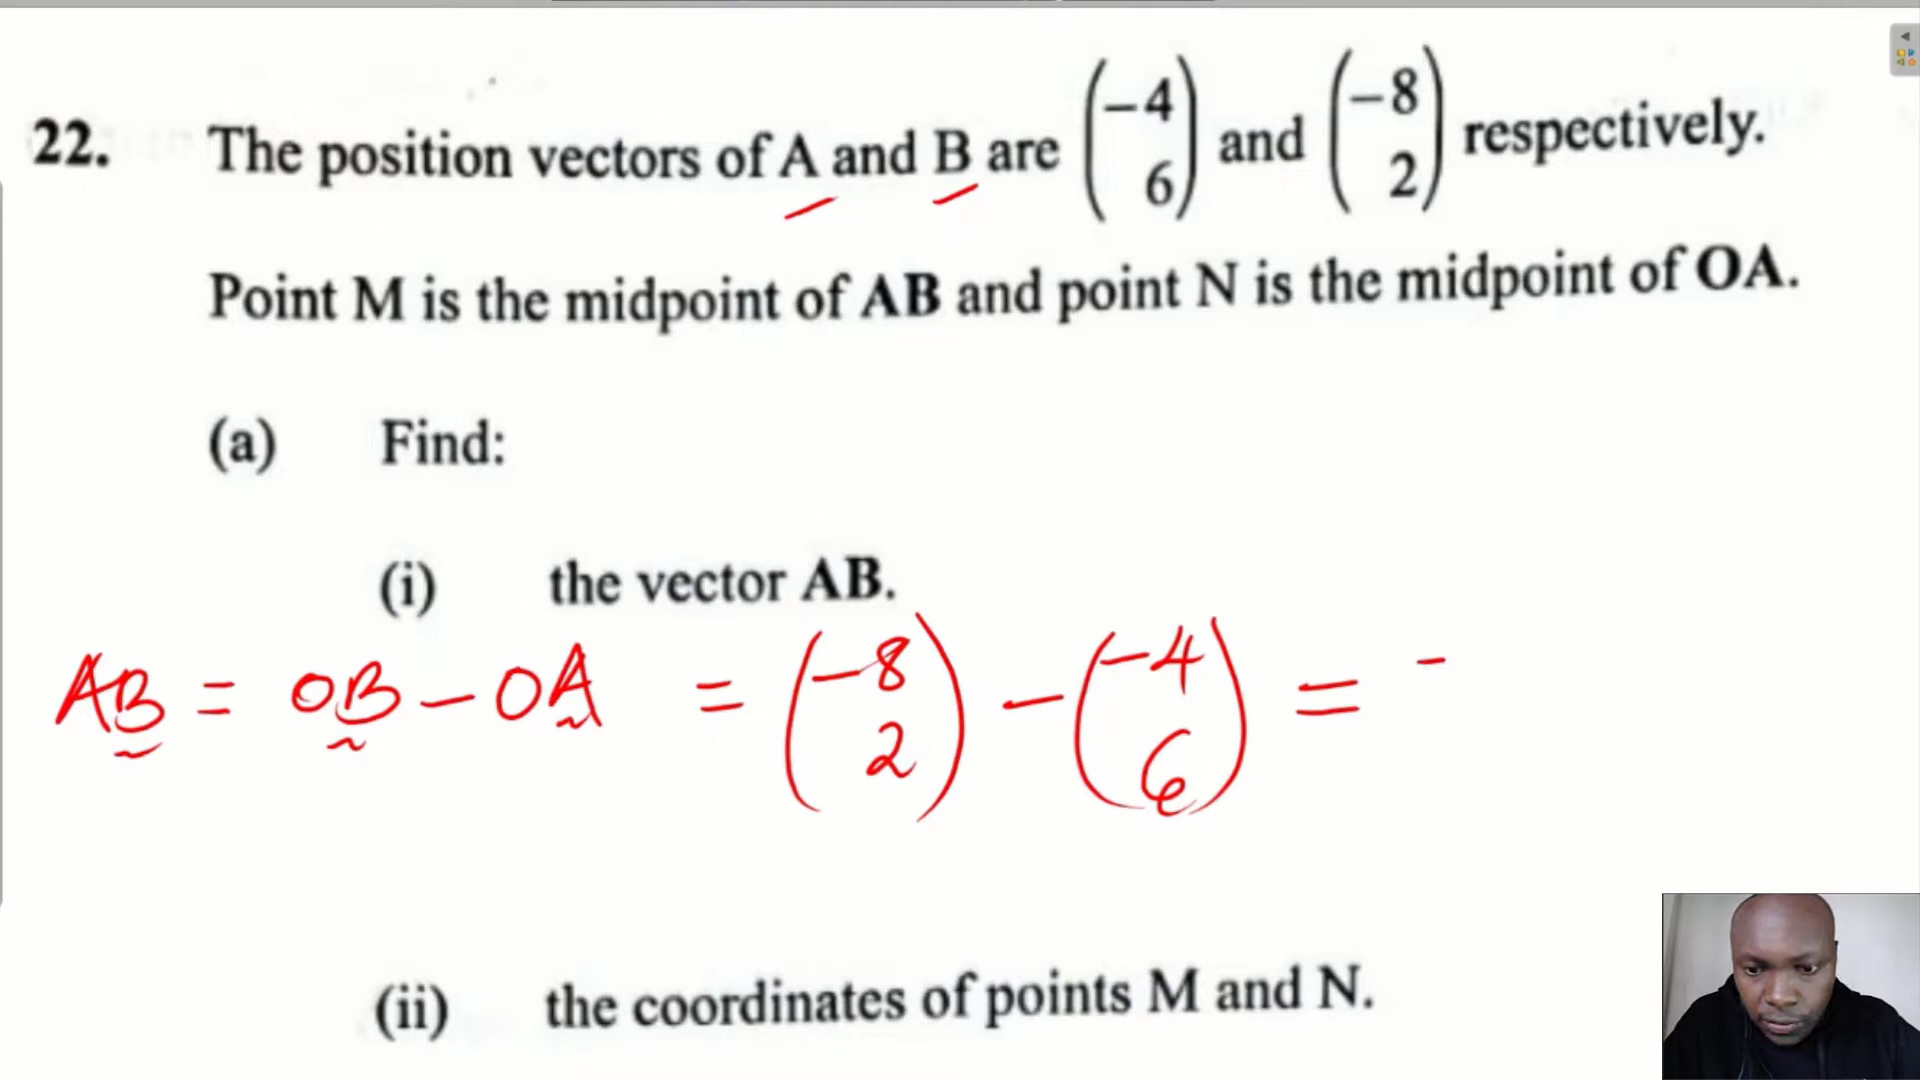 22. The position vectors of A and B are (-4 6) and (-8 2) respectively.
Point M is the midpoint of AB and point N is the midpoint of OA.
(a) Find:
(i) the vector AB.
AB = OB - OA = (-8 2) - (-4 6) = -
(ii) the coordinates of points M and N.